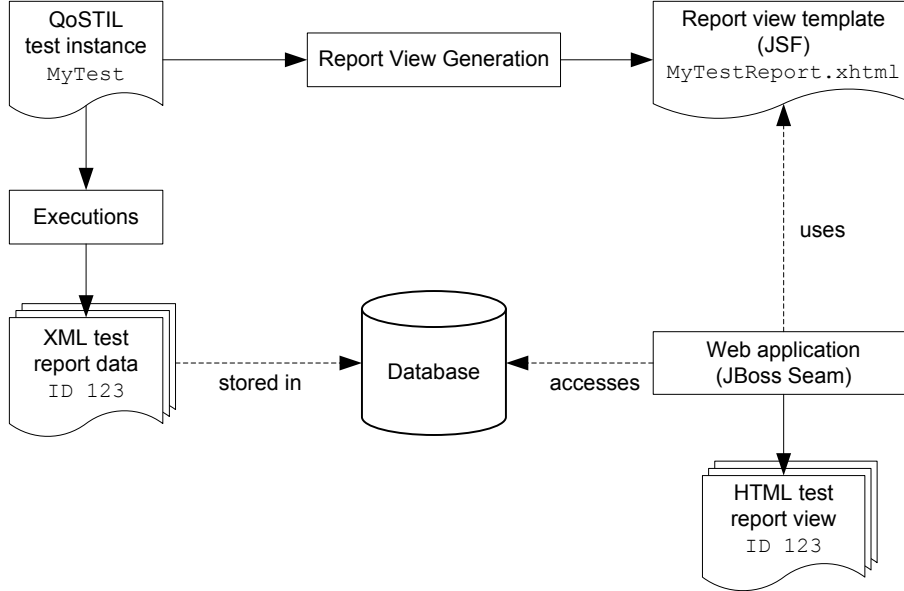 QoSTIL
test instance
MyTest
Report View Generation
Report view template
(JSF)
MyTestReport.xhtml
Executions
uses
XML test
report data
ID 123
stored in
Database
accesses
Web application
(JBoss Seam)
HTML test
report view
ID 123